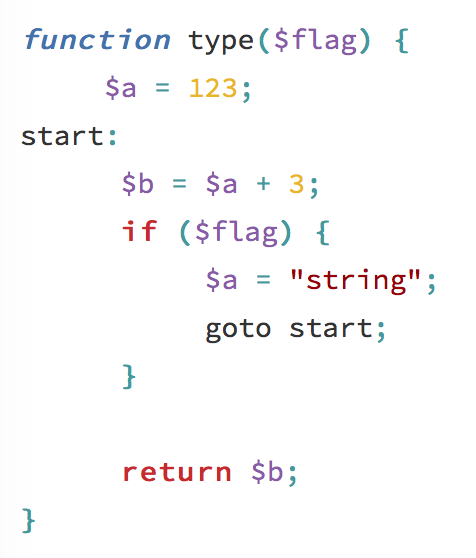 function type($flag) {
$a = 123;
start:
$b = $a + 3;
if ($flag) {
$a = "string";
goto start;
}
return $b;
}